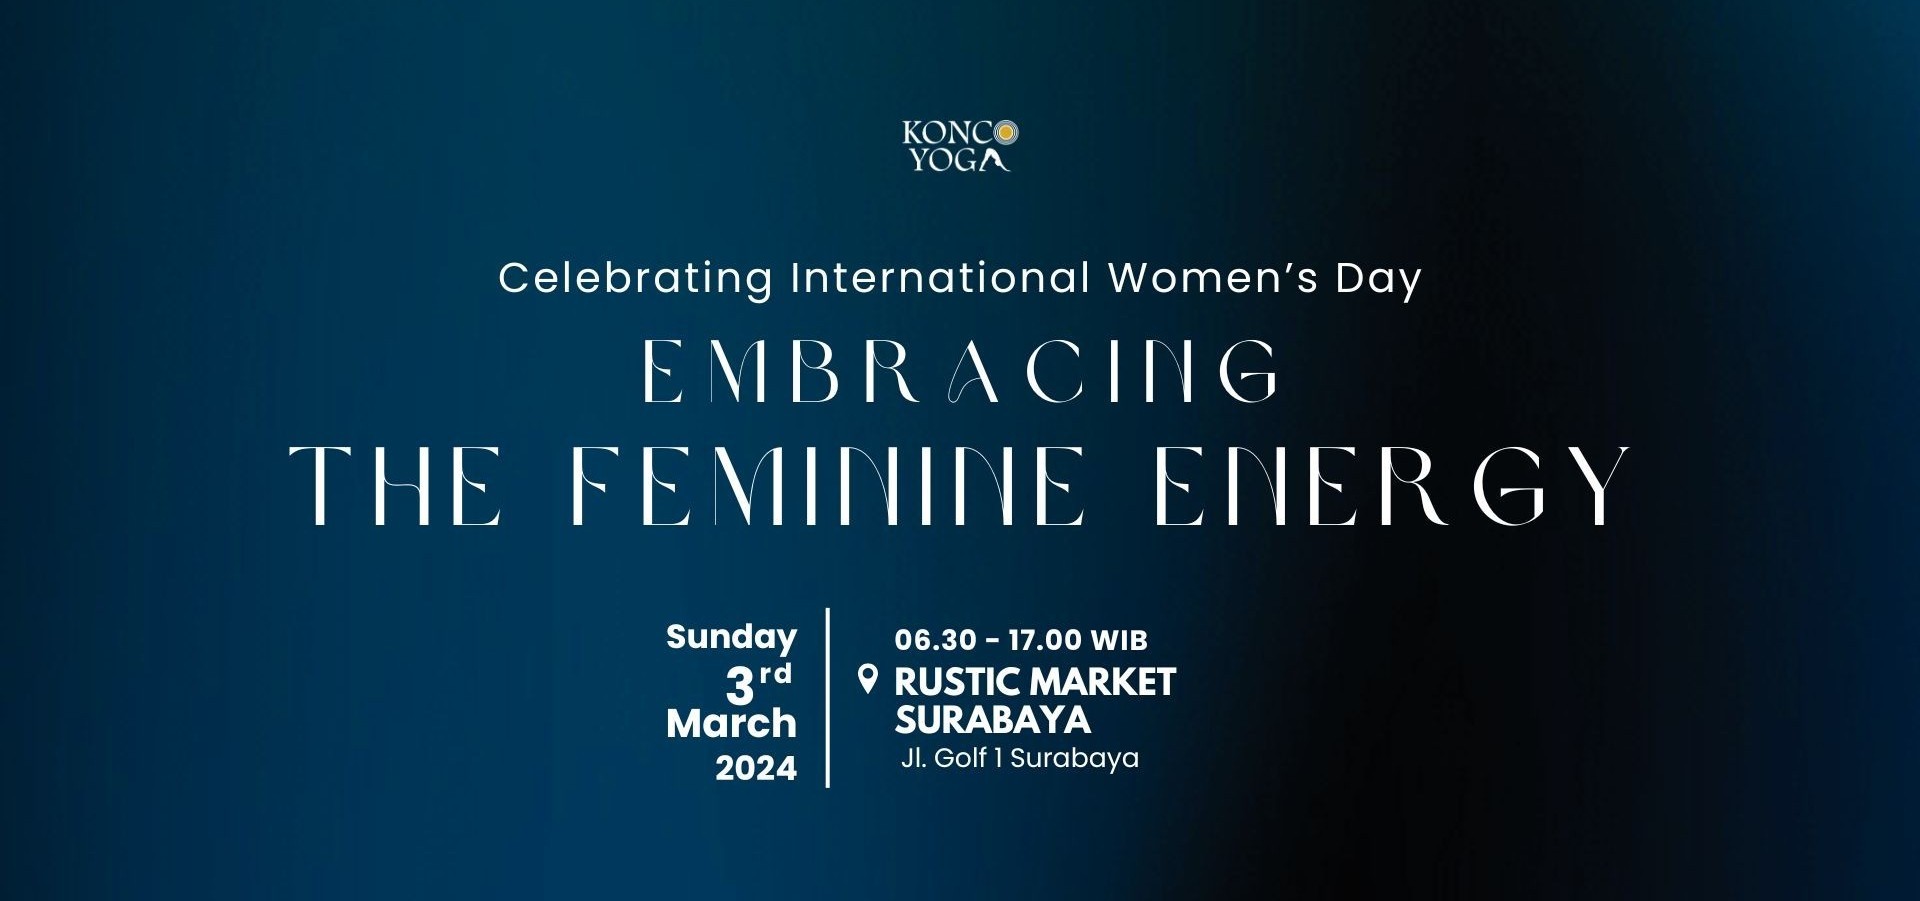 KONCO
YOGA
Celebrating International Women's Day
EMBRACING
THE FEMININE ENERGY
Sunday
3rd
March
2024
06.30 - 17.00 WIB
RUSTIC MARKET
SURABAYA
Jl. Golf 1 Surabaya